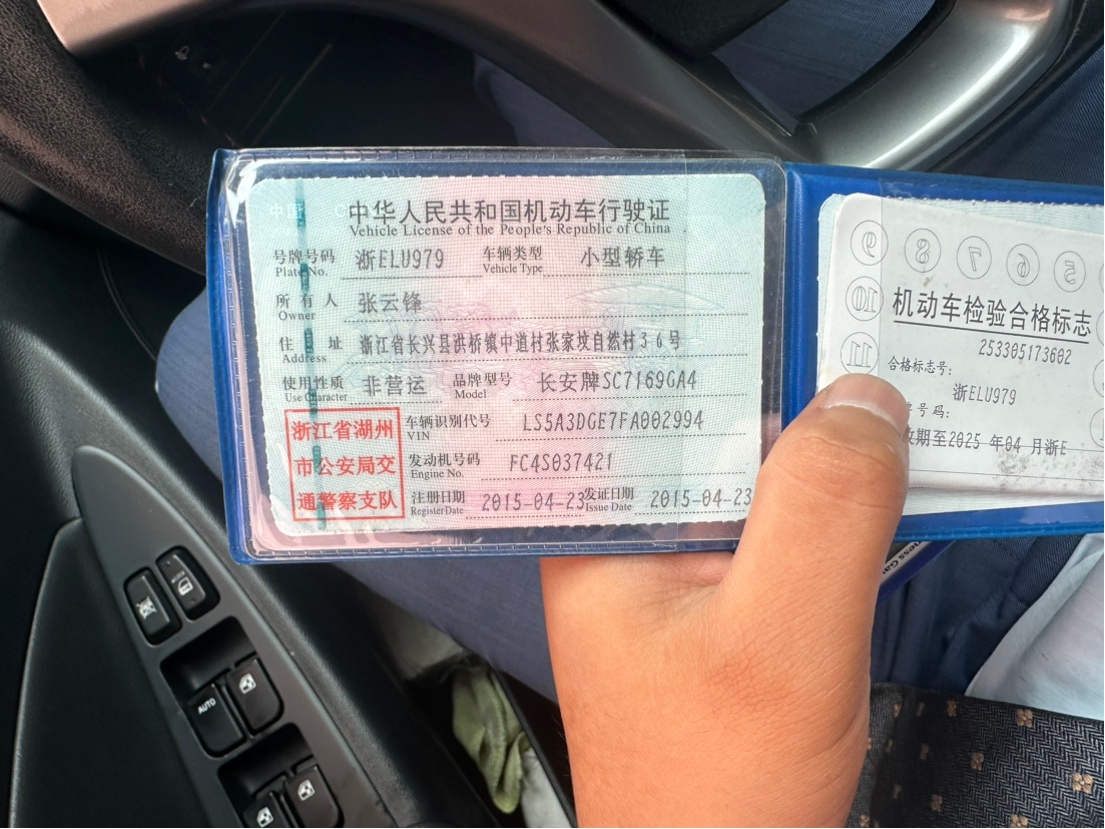 中华人民共和国机动车行驶证
Vehicle License of the People's Republic of China
号牌号码 浙ELU979 车辆类型 小型轿车
Plate No. Vehicle Type
所有人 张云锋
Owner
住址 浙江省长兴县洪桥镇中道村张家坟自然村36号
Address
使用性质 非营运 品牌型号 长安牌SC7169GA4
Use Character Model
浙江省湖州
市公安局交
通警察支队
车辆识别代号 LS5A3DGE7FA002994
VIN
发动机号码 FC4S037421
Engine No.
注册日期 2015-04-23 发证日期 2015-04-23
Register Date Issue Date
⑨ ⑧ ⑦ ⑥ ⑤
⑩
⑪
机动车检验合格标志
253305173602
合格标志号:
浙ELU979
号码:
期至2025 年04 月浙E
AUTO